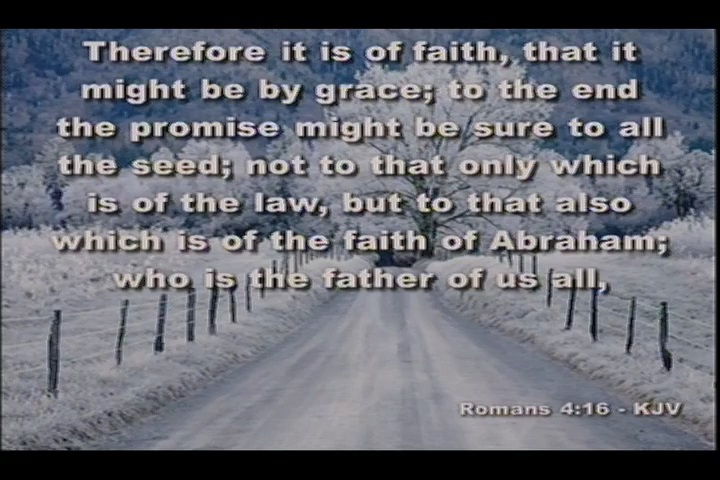 Therefore it is of faith, that it
might be by grace; to the end
the promise might be sure to all
the seed; not to that only which
is of the law, but to that also
which is of the faith of Abraham;
who is the father of us all,
Romans 4:16 - KJV